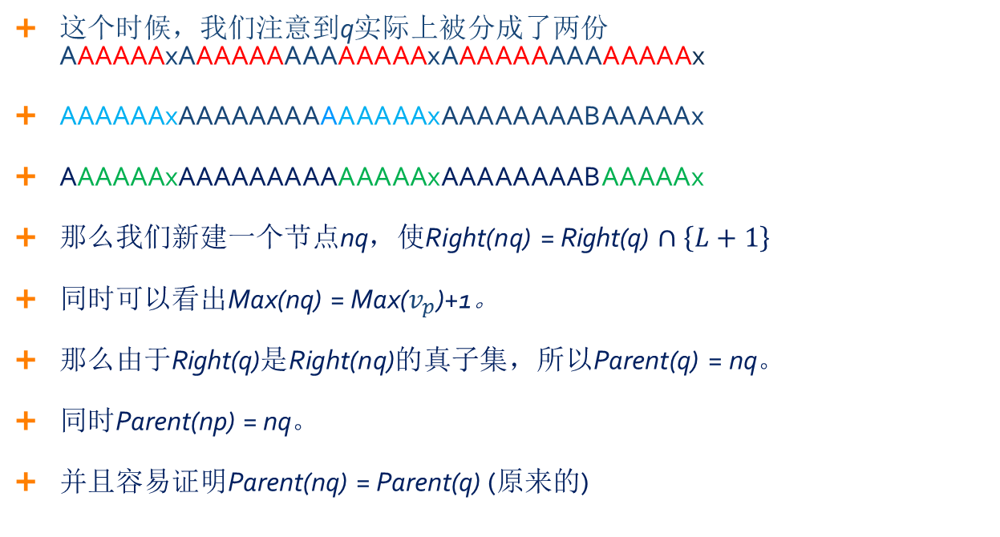 这个时候，我们注意到q实际上被分成了两份
AAAAAAxAAAAAAAAAAAAAAxAAAAAAAAAAAAAAx
AAAAAAxAAAAAAAAAAAAAAxAAAAAAAABAAAAAx
AAAAAAxAAAAAAAAAAAAAAxAAAAAAAABAAAAAx
那么我们新建一个节点nq，使Right(nq) = Right(q) ∩ {L + 1}
同时可以看出Max(nq) = Max(v_p)+1。
那么由于Right(q)是Right(nq)的真子集，所以Parent(q) = nq。
同时Parent(np) = nq。
并且容易证明Parent(nq) = Parent(q) (原来的)